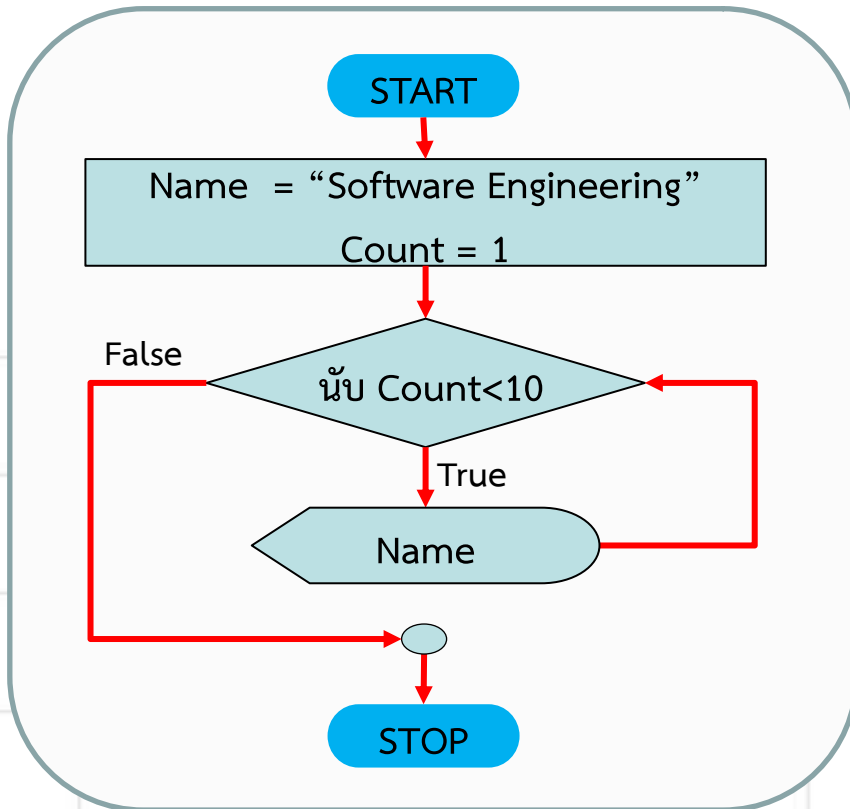 START
Name = “Software Engineering”
Count = 1
False
นับ Count<10
True
Name
STOP